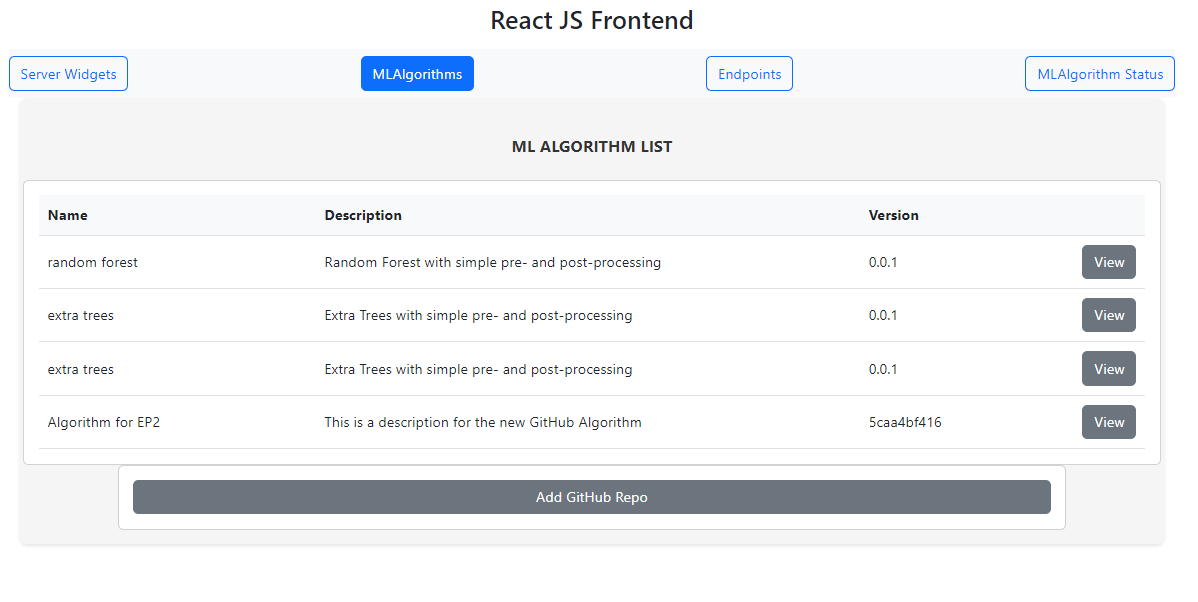 React JS Frontend
Server Widgets MLAlgorithms Endpoints MLAlgorithm Status
ML ALGORITHM LIST
Name Description Version
random forest Random Forest with simple pre- and post-processing 0.0.1 View
extra trees Extra Trees with simple pre- and post-processing 0.0.1 View
extra trees Extra Trees with simple pre- and post-processing 0.0.1 View
Algorithm for EP2 This is a description for the new GitHub Algorithm 5caa4bf416 View
Add GitHub Repo